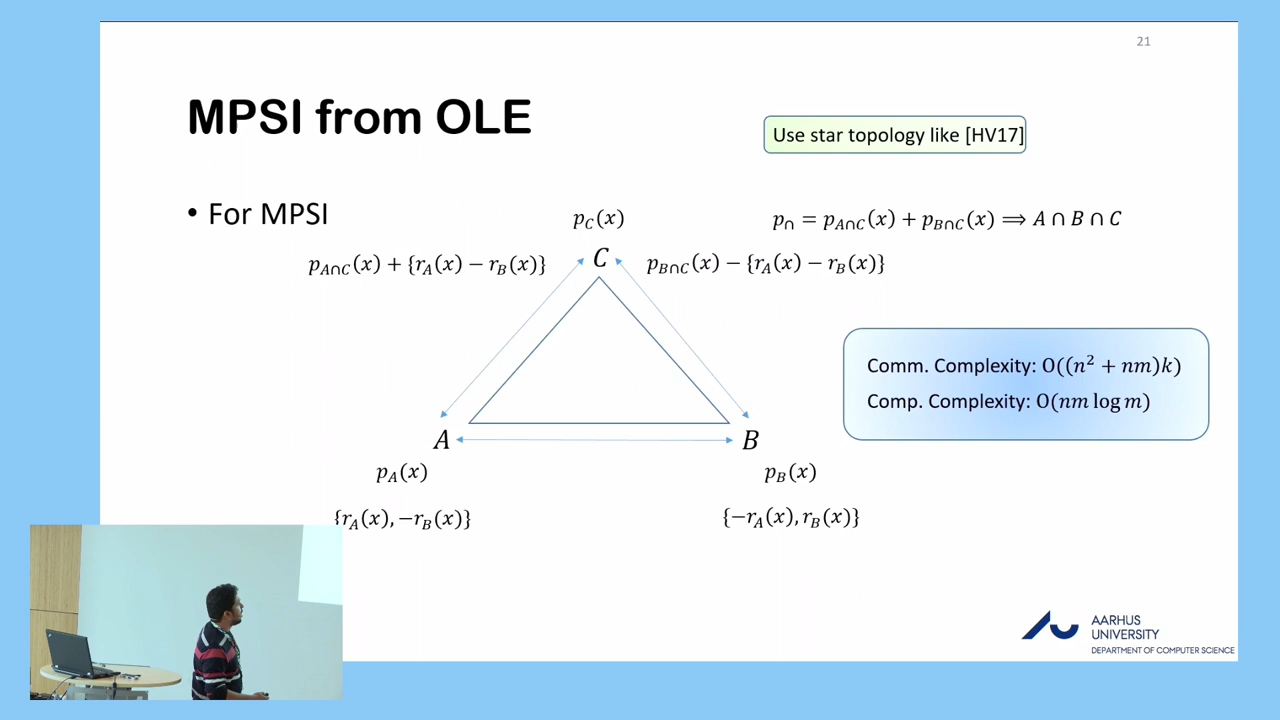 21
MPSI from OLE
Use star topology like [HV17]
• For MPSI
p_C(x)
p_∩ = p_{A∩C}(x) + p_{B∩C}(x) ⟹ A ∩ B ∩ C
p_{A∩C}(x) + {r_A(x) − r_B(x)}
C
p_{B∩C}(x) − {r_A(x) − r_B(x)}
Comm. Complexity: O((n² + nm)k)
Comp. Complexity: O(nm log m)
A
B
p_A(x)
p_B(x)
{r_A(x), −r_B(x)}
{−r_A(x), r_B(x)}
AARHUS
UNIVERSITY
DEPARTMENT OF COMPUTER SCIENCE